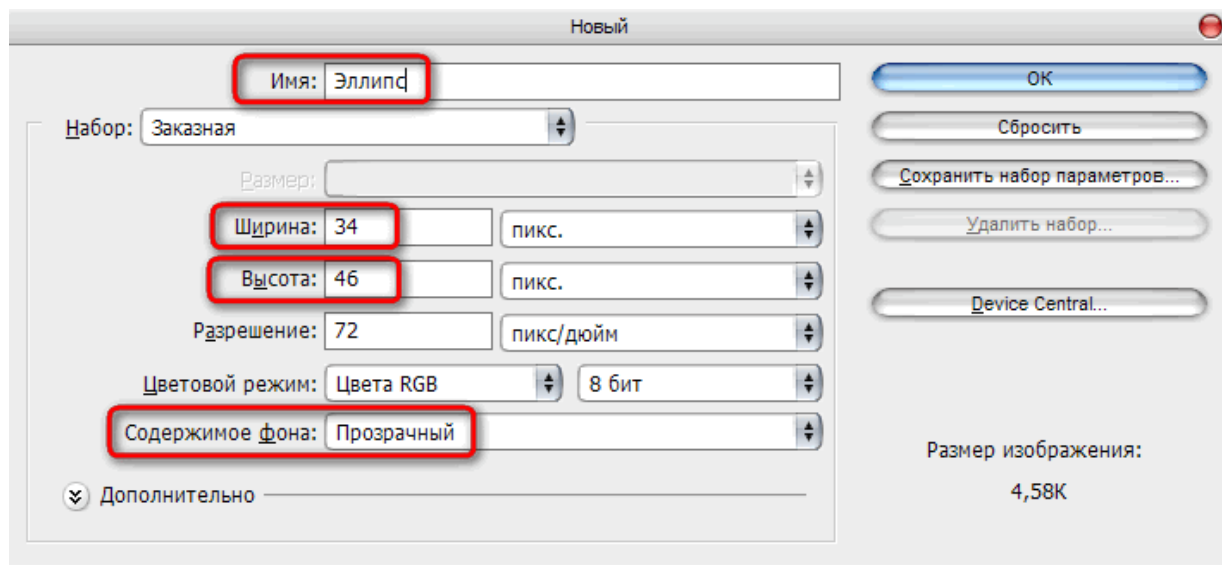 Новый
Имя: Эллипс
OK
Набор: Заказная
Сбросить
Размер:
Сохранить набор параметров...
Ширина: 34 пикс.
Удалить набор...
Высота: 46 пикс.
Device Central...
Разрешение: 72 пикс/дюйм
Цветовой режим: Цвета RGB 8 бит
Содержимое фона: Прозрачный
Размер изображения:
Дополнительно
4,58K